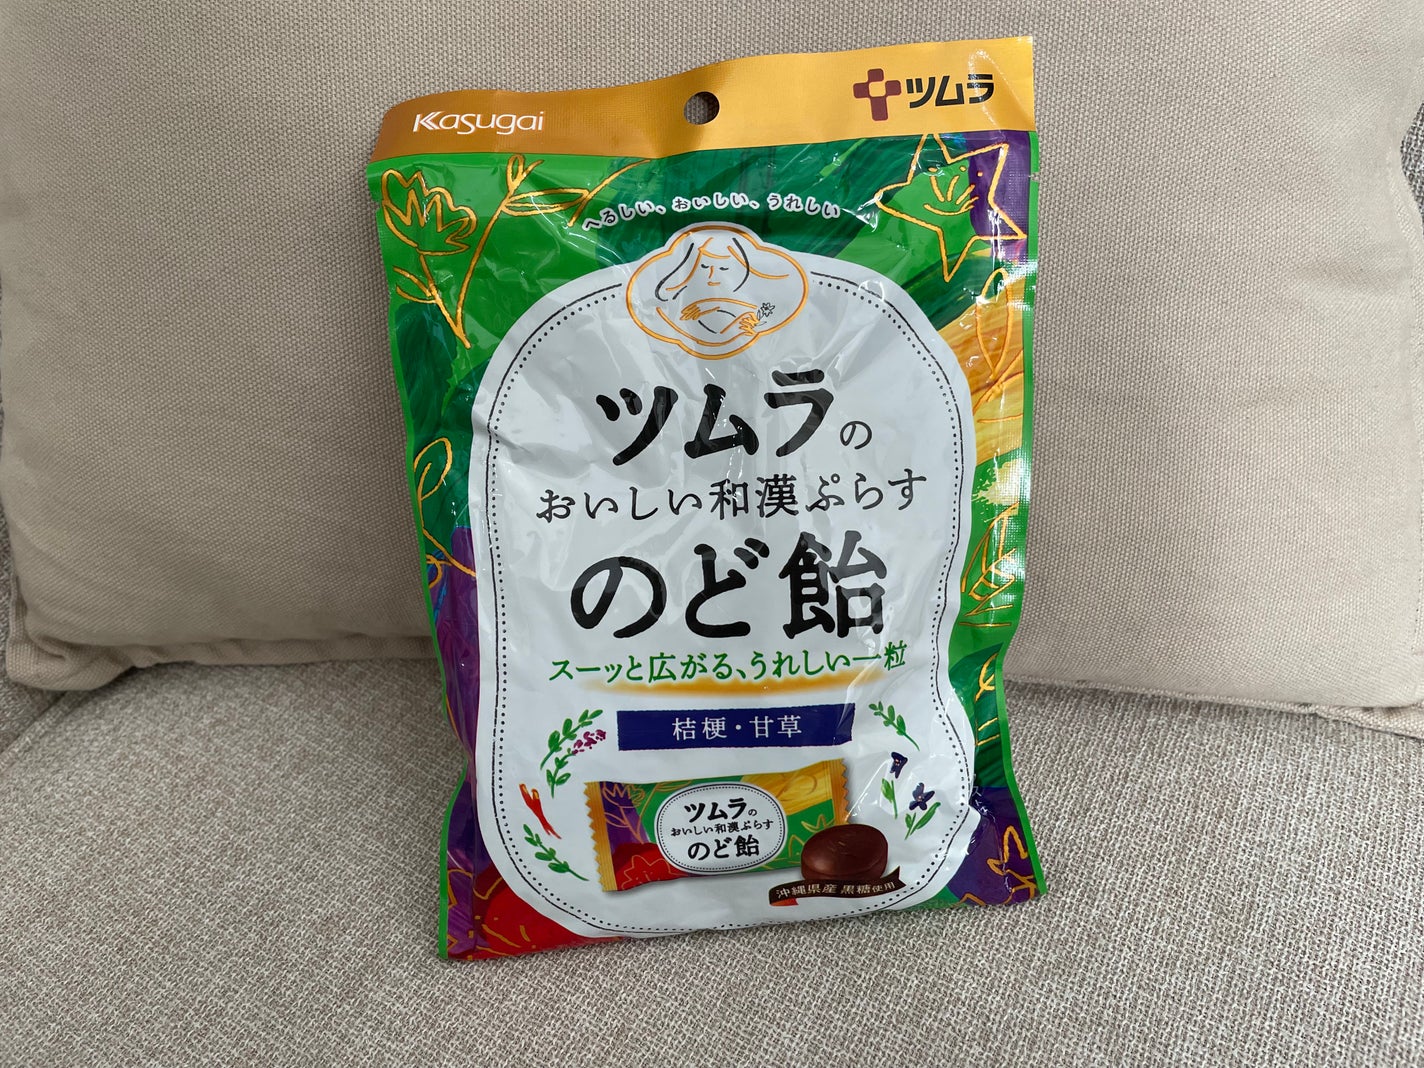 Kasugai
ツムラ
へるしい、おいしい、うれしい
ツムラの
おいしい和漢ぷらす
のど飴
スーッと広がる、うれしい一粒
桔梗・甘草
ツムラの
おいしい和漢ぷらす
のど飴
沖縄県産 黒糖使用